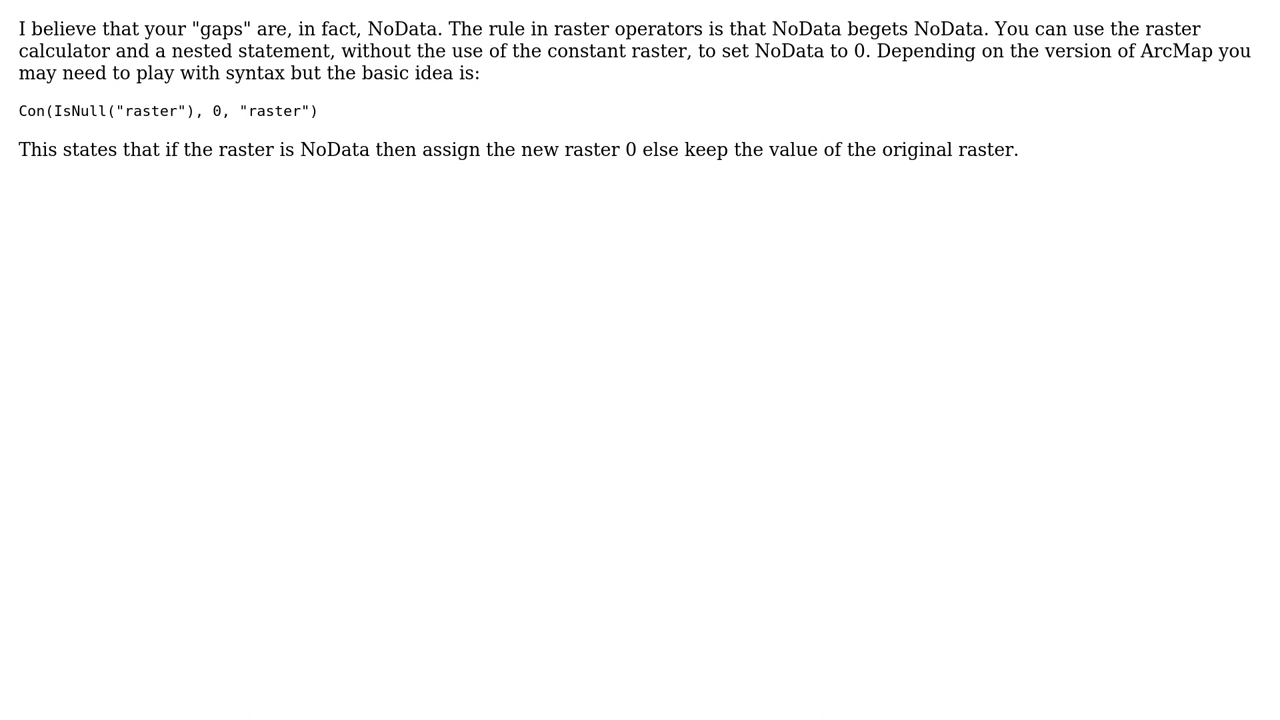 I believe that your "gaps" are, in fact, NoData. The rule in raster operators is that NoData begets NoData. You can use the raster
calculator and a nested statement, without the use of the constant raster, to set NoData to 0. Depending on the version of ArcMap you
may need to play with syntax but the basic idea is:
Con(IsNull("raster"), 0, "raster")
This states that if the raster is NoData then assign the new raster 0 else keep the value of the original raster.